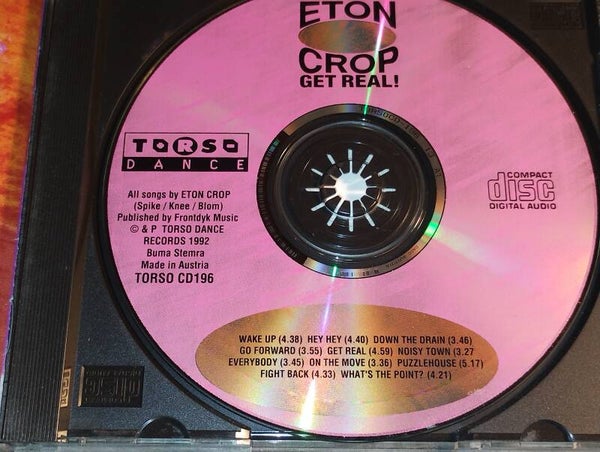 ETON
CROP
GET REAL!
TORSO
DANCE
All songs by ETON CROP
(Spike / Knee / Blom)
Published by Frontdyk Music
© & P TORSO DANCE
RECORDS 1992
Buma Stemra
Made in Austria
TORSO CD196
COMPACT
disc
DIGITAL AUDIO
WAKE UP (4.38) HEY HEY (4.40) DOWN THE DRAIN (3.46)
GO FORWARD (3.55) GET REAL (4.59) NOISY TOWN (3.27
EVERYBODY (3.45) ON THE MOVE (3.36) PUZZLEHOUSE (5.17)
FIGHT BACK (4.33) WHAT'S THE POINT? (4.21)